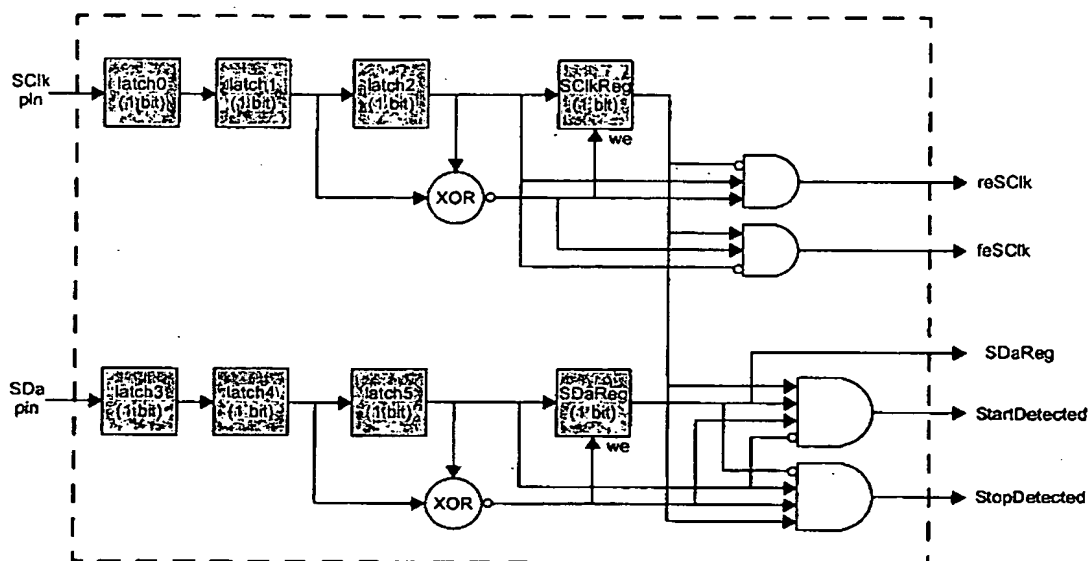 SClk
pin
latch0
(1 bit)
latch1
(1 bit)
latch2
(1 bit)
SClkReg
(1 bit)
we
XOR
reSClk
feSClk
SDa
pin
latch3
(1 bit)
latch4
(1 bit)
latch5
(1 bit)
SDaReg
(1 bit)
we
XOR
SDaReg
StartDetected
StopDetected